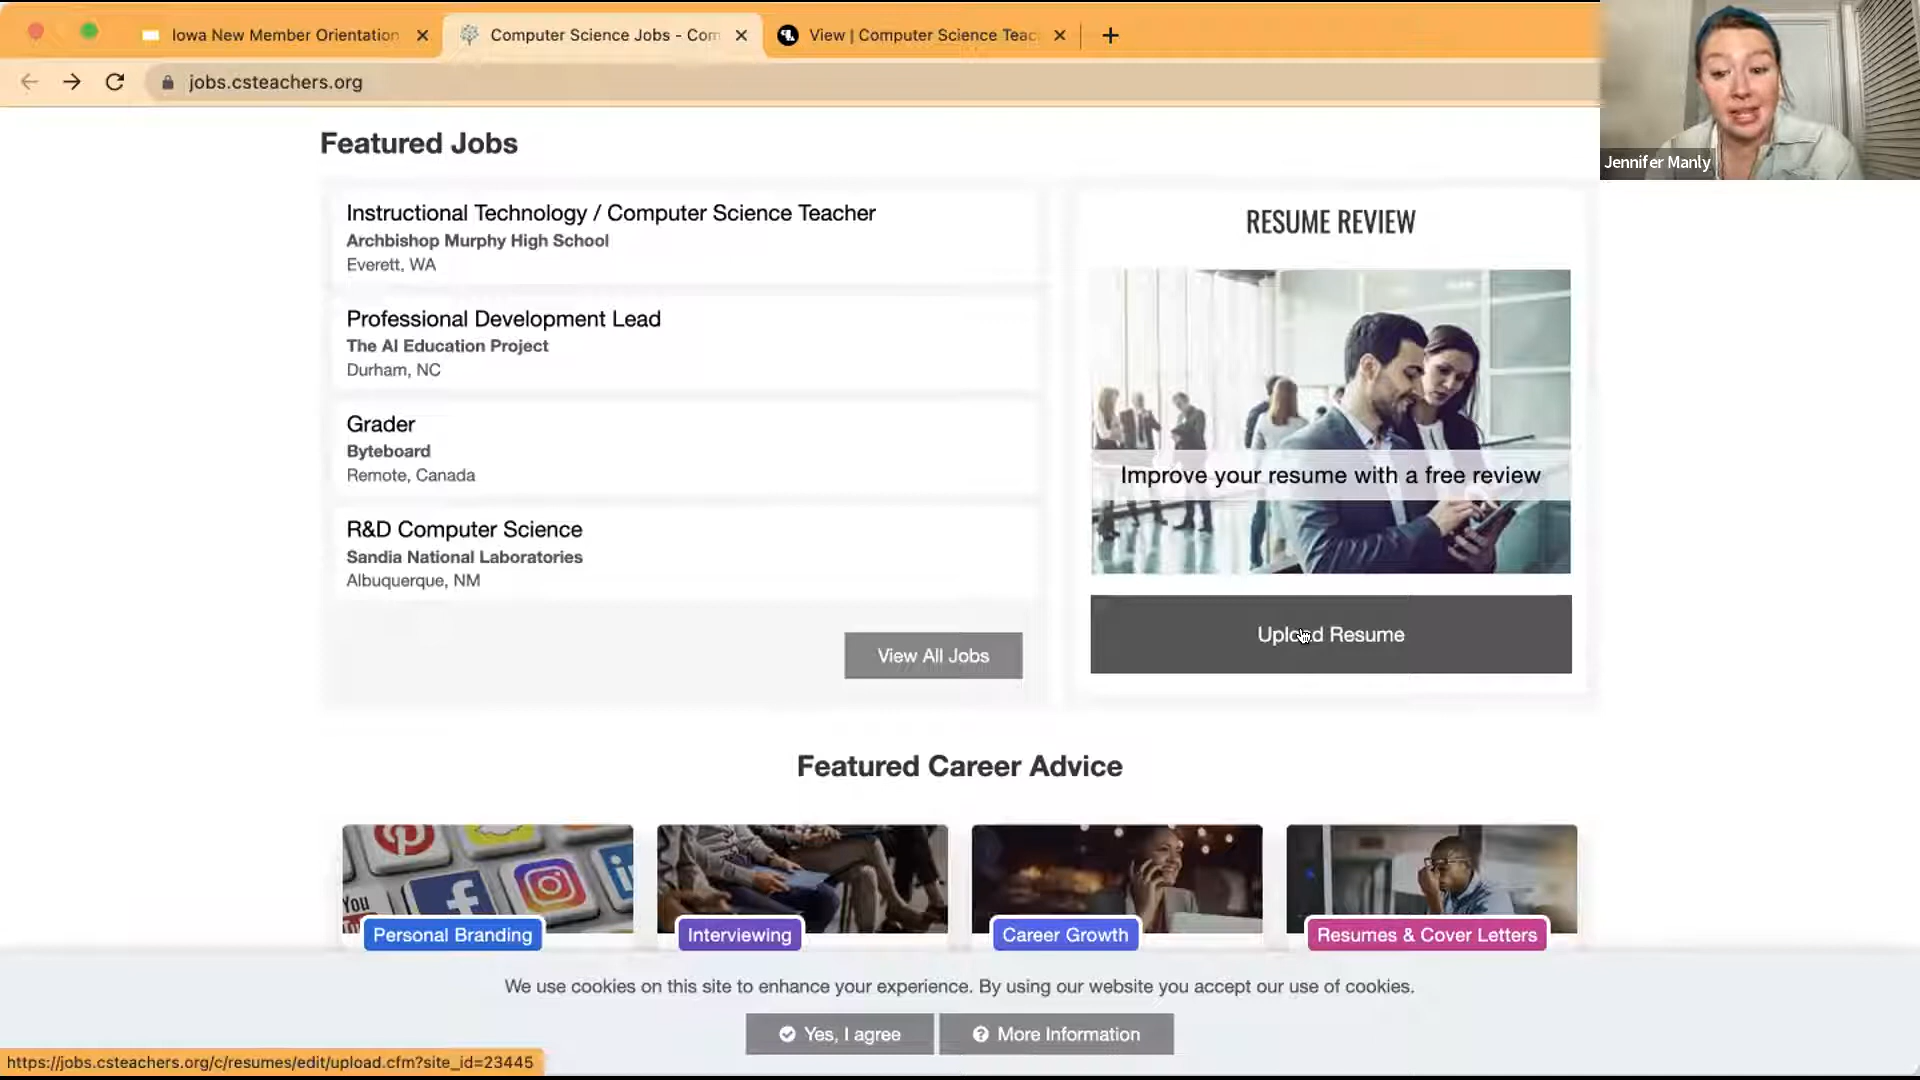 Iowa New Member Orientation
Computer Science Jobs - Com
View | Computer Science Teac
jobs.csteachers.org
Jennifer Manly
Featured Jobs
Instructional Technology / Computer Science Teacher
Archbishop Murphy High School
Everett, WA
Professional Development Lead
The AI Education Project
Durham, NC
Grader
Byteboard
Remote, Canada
R&D Computer Science
Sandia National Laboratories
Albuquerque, NM
View All Jobs
RESUME REVIEW
Improve your resume with a free review
Upload Resume
Featured Career Advice
You
Personal Branding
Interviewing
Career Growth
Resumes & Cover Letters
We use cookies on this site to enhance your experience. By using our website you accept our use of cookies.
Yes, I agree
More Information
https://jobs.csteachers.org/c/resumes/edit/upload.cfm?site_id=23445